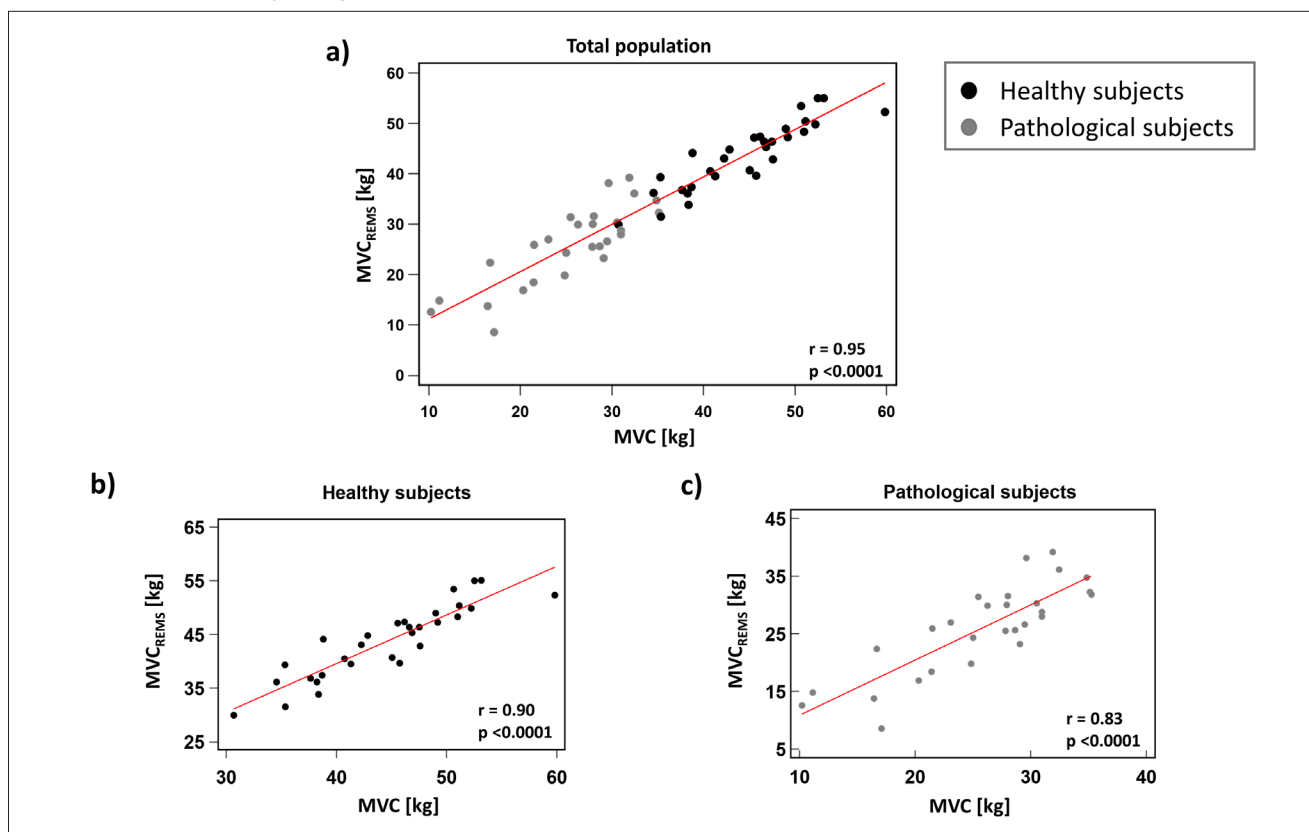 a)
Total population
60
50
40
30
20
10
0
MVC_REMS [kg]
r = 0.95
p <0.0001
10 20 30 40 50 60
MVC [kg]
Healthy subjects
Pathological subjects
b)
Healthy subjects
65
55
45
35
25
MVC_REMS [kg]
r = 0.90
p <0.0001
30 40 50 60
MVC [kg]
c)
Pathological subjects
45
35
25
15
5
MVC_REMS [kg]
r = 0.83
p <0.0001
10 20 30 40
MVC [kg]